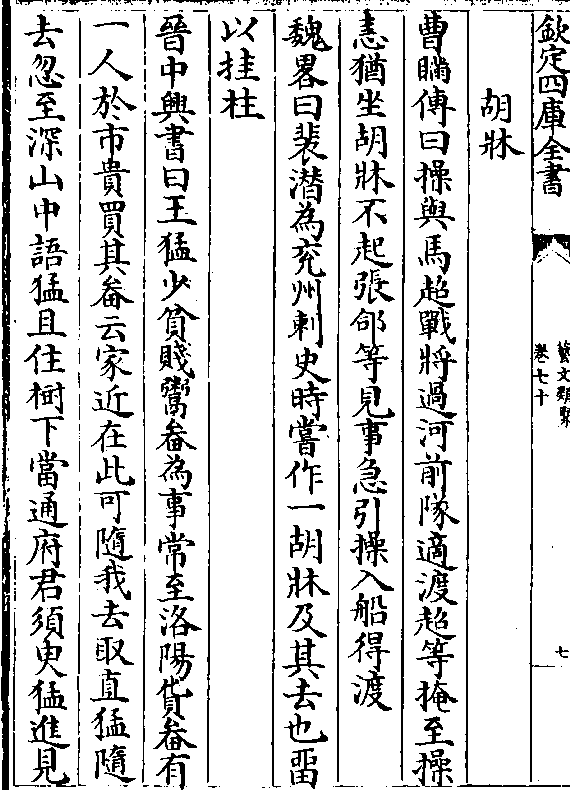 欽定四庫全書
藝文類聚
卷七十
七
胡牀
曹瞞傳曰操與馬超戰將過河前隊適渡超等掩至操
恚猶坐胡牀不起張郃等見事急引操入船得渡
魏畧曰裴潛為兖州刺史時嘗作一胡牀及其去也畱
以挂柱
晉中興書曰王猛少貧賤鬻畚為事常至洛陽貨畚有
一人於市貴買其畚云家近在此可隨我去取直猛隨
去忽至深山中語猛且住樹下當通府君須臾猛進見